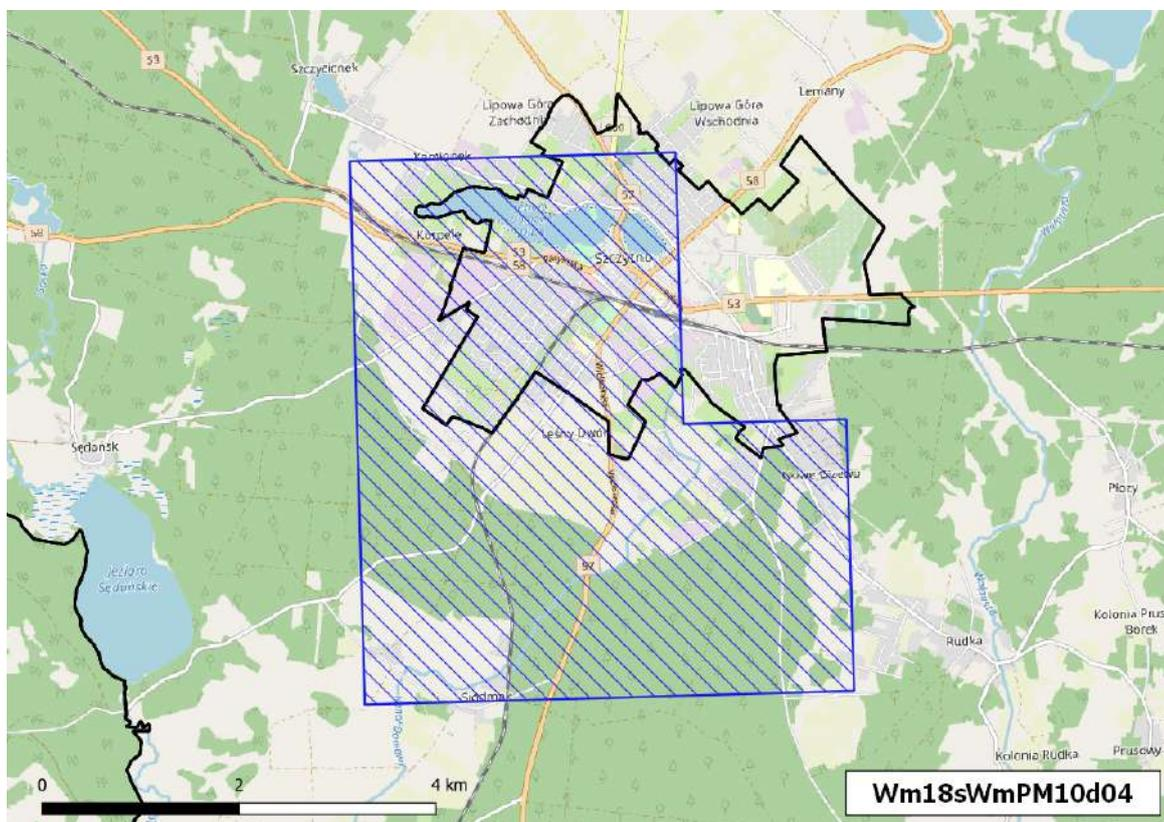 53
Szczycionek
Lemany
Lipowa Góra
Zachodnia
Lipowa Góra
Wschodnia
600
Kamionek
58
57
58
Korpele
53
58
Szczytno
53
Sędańsk
Leśny Dwór
Nowe Gizewo
Płozy
Jezioro
Sędańskie
57
Kolonia Prus
Borek
Rudka
Siódmak
Kolonia Rudka
Prusowy
0
2
4 km
Wm18sWmPM10d04